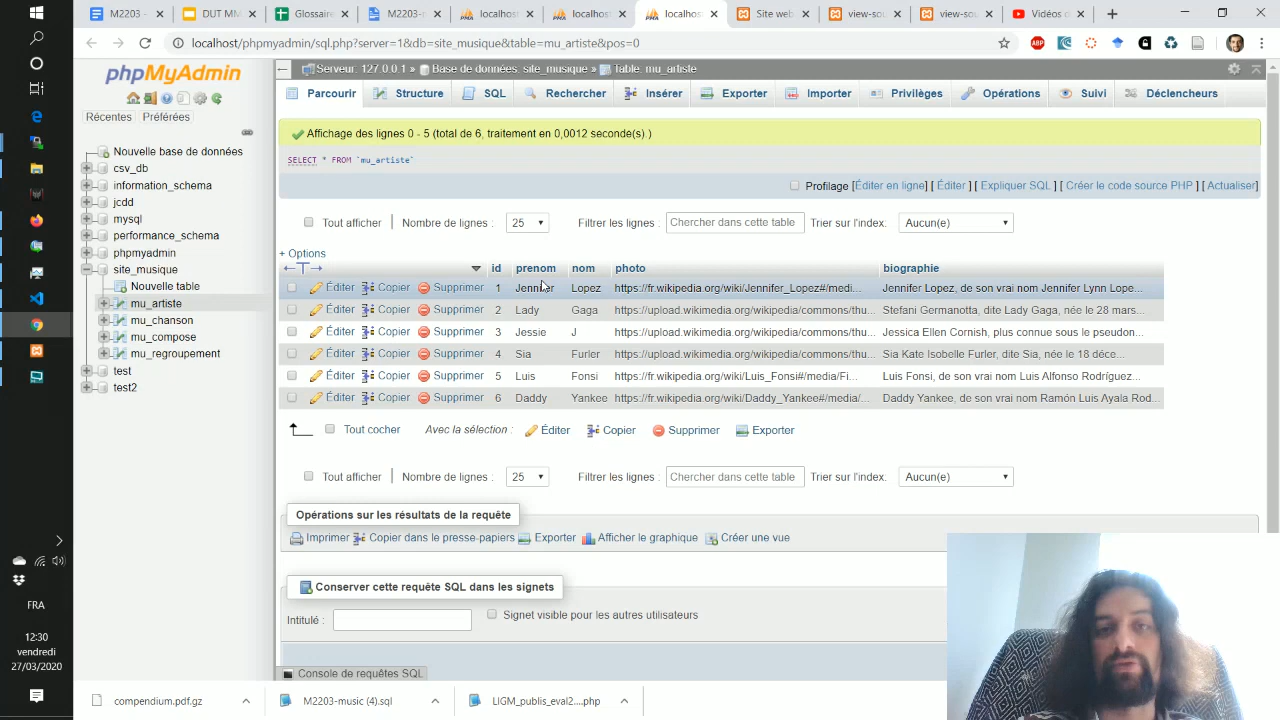 M2203 -
DUT MM
Glossaire
M2203-m
localhost
localhost
localhost
Site web
view-sou
view-sou
Vidéos d
localhost/phpmyadmin/sql.php?server=1&db=site_musique&table=mu_artiste&pos=0
ABP
phpMyAdmin
Récentes Préférées
Nouvelle base de données
csv_db
information_schema
jcdd
mysql
performance_schema
phpmyadmin
site_musique
Nouvelle table
mu_artiste
mu_chanson
mu_compose
mu_regroupement
test
test2
Serveur: 127.0.0.1 » Base de données: site_musique » Table: mu_artiste
Parcourir Structure SQL Rechercher Insérer Exporter Importer Privilèges Opérations Suivi Déclencheurs
Affichage des lignes 0 - 5 (total de 6, traitement en 0,0012 seconde(s).)
SELECT * FROM `mu_artiste`
Profilage [Éditer en ligne] [ Éditer ] [ Expliquer SQL ] [ Créer le code source PHP ] [ Actualiser]
Tout afficher Nombre de lignes : 25 Filtrer les lignes : Chercher dans cette table Trier sur l'index: Aucun(e)
+ Options
←T→ id prenom nom photo biographie
Éditer Copier Supprimer 1 Jennifer Lopez https://fr.wikipedia.org/wiki/Jennifer_Lopez#/medi... Jennifer Lopez, de son vrai nom Jennifer Lynn Lope...
Éditer Copier Supprimer 2 Lady Gaga https://upload.wikimedia.org/wikipedia/commons/thu... Stefani Germanotta, dite Lady Gaga, née le 28 mars...
Éditer Copier Supprimer 3 Jessie J https://upload.wikimedia.org/wikipedia/commons/thu... Jessica Ellen Cornish, plus connue sous le pseudon...
Éditer Copier Supprimer 4 Sia Furler https://upload.wikimedia.org/wikipedia/commons/thu... Sia Kate Isobelle Furler, dite Sia, née le 18 déce...
Éditer Copier Supprimer 5 Luis Fonsi https://fr.wikipedia.org/wiki/Luis_Fonsi#/media/Fi... Luis Fonsi, de son vrai nom Luis Alfonso Rodríguez...
Éditer Copier Supprimer 6 Daddy Yankee https://fr.wikipedia.org/wiki/Daddy_Yankee#/media/... Daddy Yankee, de son vrai nom Ramón Luis Ayala Rod...
Tout cocher Avec la sélection : Éditer Copier Supprimer Exporter
Tout afficher Nombre de lignes : 25 Filtrer les lignes : Chercher dans cette table Trier sur l'index: Aucun(e)
Opérations sur les résultats de la requête
Imprimer Copier dans le presse-papiers Exporter Afficher le graphique Créer une vue
Conserver cette requête SQL dans les signets
Intitulé : Signet visible pour les autres utilisateurs
Console de requêtes SQL
FRA
12:30
vendredi
27/03/2020
compendium.pdf.gz
M2203-music (4).sql
LIGM_publis_eval2....php